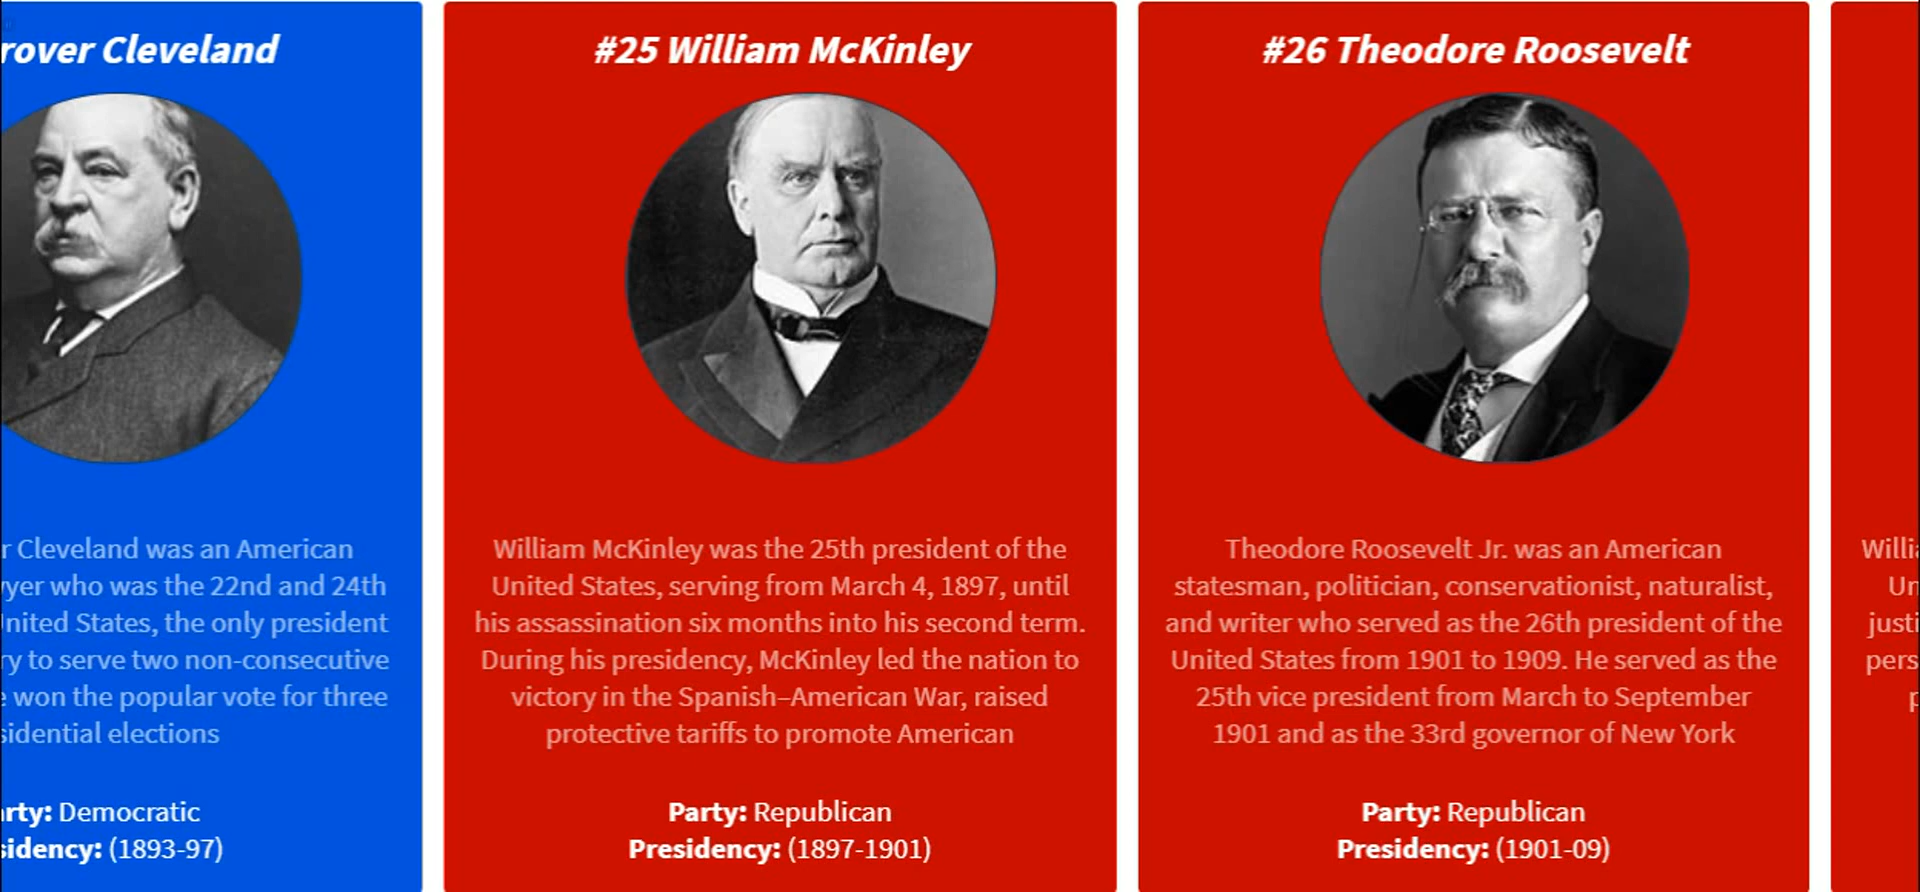 rover Cleveland
r Cleveland was an American
yer who was the 22nd and 24th
nited States, the only president
ry to serve two non-consecutive
e won the popular vote for three
sidential elections
arty: Democratic
sidency: (1893-97)
#25 William McKinley
William McKinley was the 25th president of the
United States, serving from March 4, 1897, until
his assassination six months into his second term.
During his presidency, McKinley led the nation to
victory in the Spanish–American War, raised
protective tariffs to promote American
Party: Republican
Presidency: (1897-1901)
#26 Theodore Roosevelt
Theodore Roosevelt Jr. was an American
statesman, politician, conservationist, naturalist,
and writer who served as the 26th president of the
United States from 1901 to 1909. He served as the
25th vice president from March to September
1901 and as the 33rd governor of New York
Party: Republican
Presidency: (1901-09)
Willi
Un
justi
pers
p